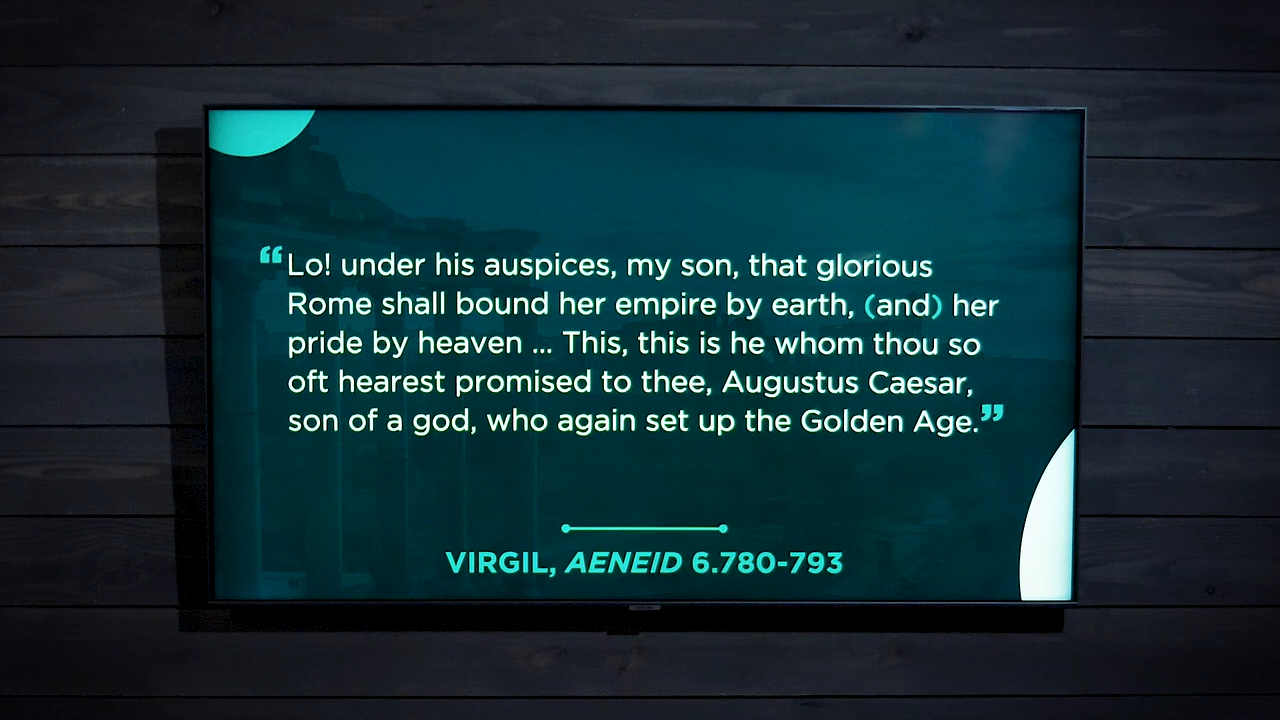 “Lo! under his auspices, my son, that glorious
Rome shall bound her empire by earth, (and) her
pride by heaven ... This, this is he whom thou so
oft hearest promised to thee, Augustus Caesar,
son of a god, who again set up the Golden Age.”
VIRGIL, AENEID 6.780-793